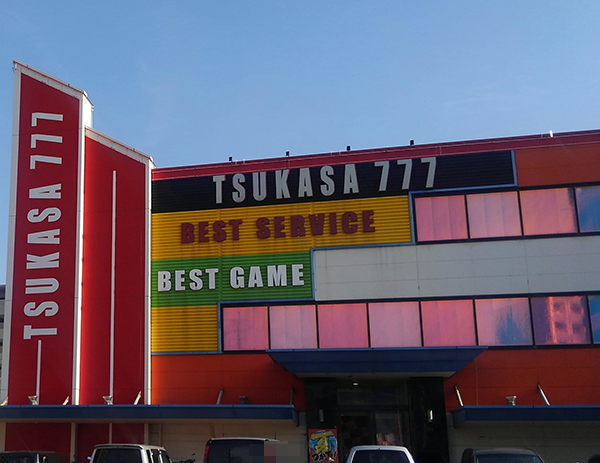 TSUKASA 777
TSUKASA 777
BEST SERVICE
BEST GAME